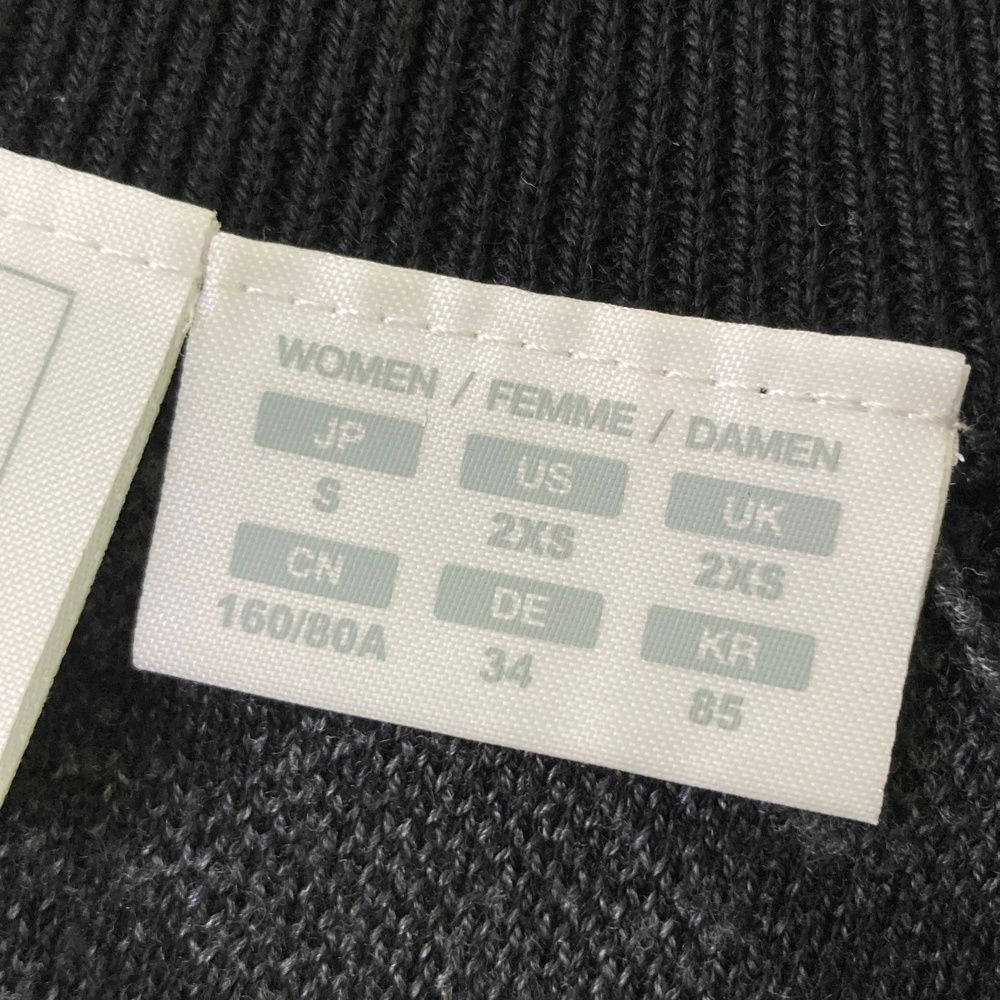 WOMEN / FEMME / DAMEN
JP US UK
S 2XS 2XS
CN DE KR
160/80A 34 85